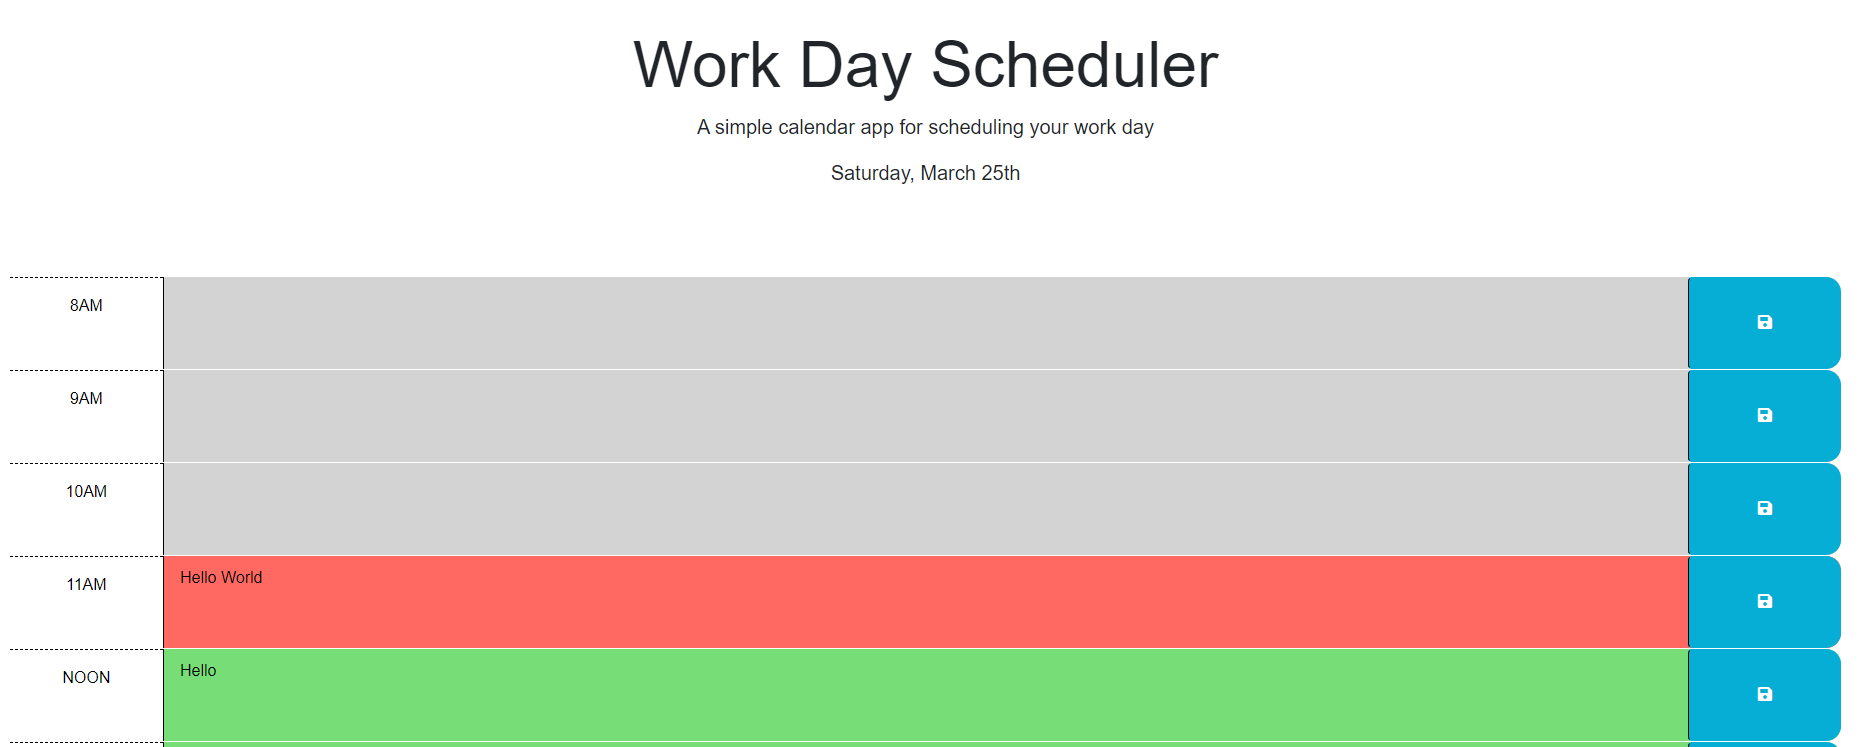 Work Day Scheduler
A simple calendar app for scheduling your work day
Saturday, March 25th
8AM
9AM
10AM
11AM
Hello World
NOON
Hello